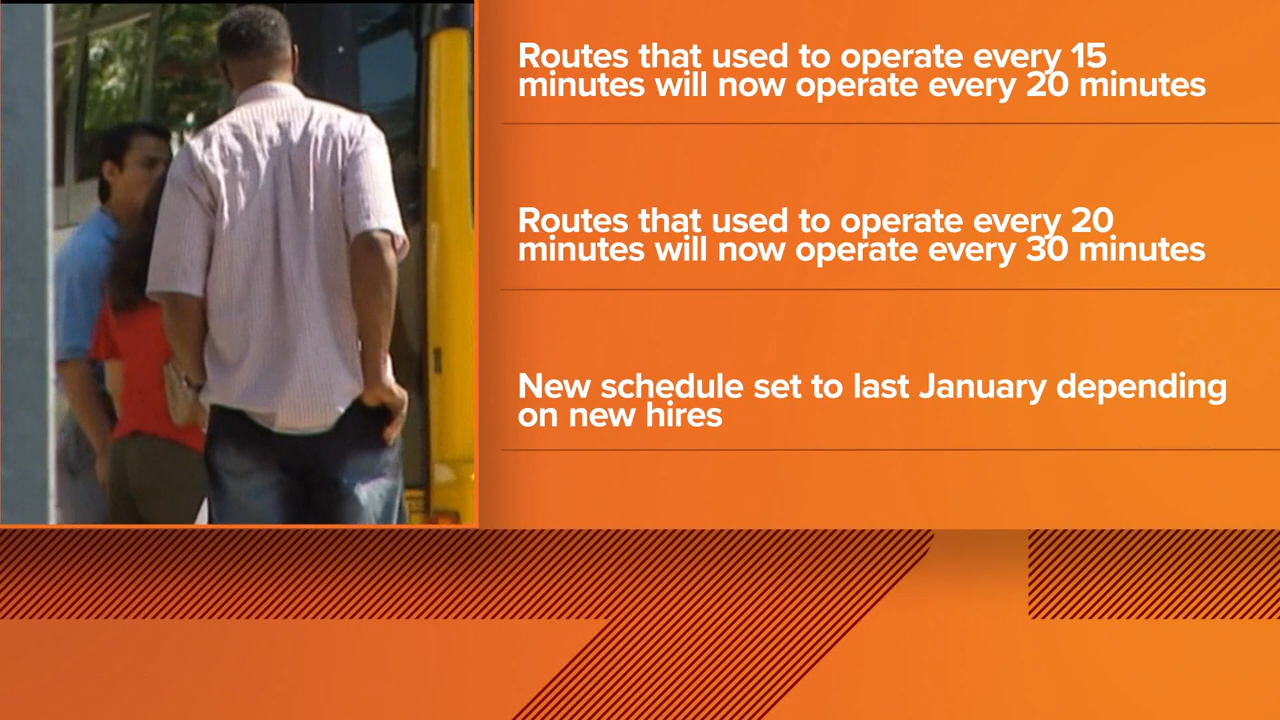 Routes that used to operate every 15
minutes will now operate every 20 minutes
Routes that used to operate every 20
minutes will now operate every 30 minutes
New schedule set to last January depending
on new hires